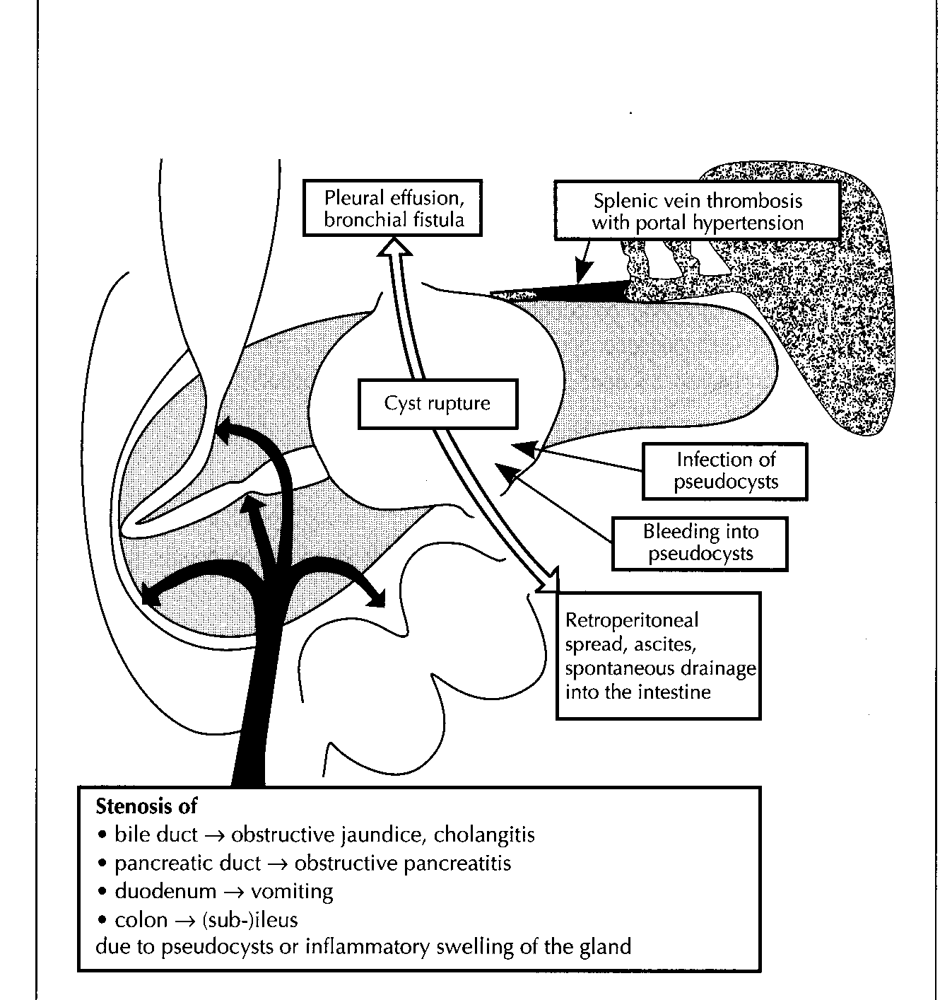 Pleural effusion,
bronchial fistula
Splenic vein thrombosis
with portal hypertension
Cyst rupture
Infection of
pseudocysts
Bleeding into
pseudocysts
Retroperitoneal
spread, ascites,
spontaneous drainage
into the intestine
Stenosis of
• bile duct → obstructive jaundice, cholangitis
• pancreatic duct → obstructive pancreatitis
• duodenum → vomiting
• colon → (sub-)ileus
due to pseudocysts or inflammatory swelling of the gland